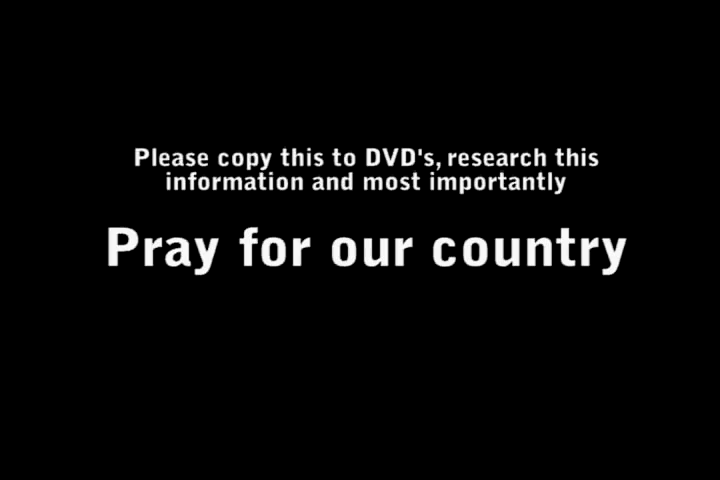 Please copy this to DVD's, research this
information and most importantly
Pray for our country